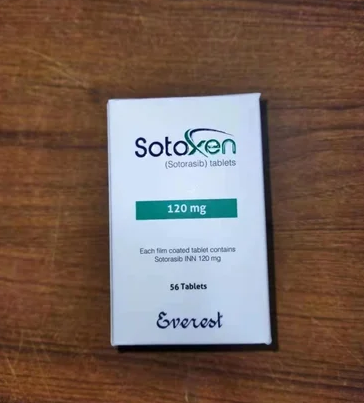 Sotoxen
(Sotorasib) tablets
120 mg
Each film coated tablet contains
Sotorasib INN 120 mg
56 Tablets
Everest